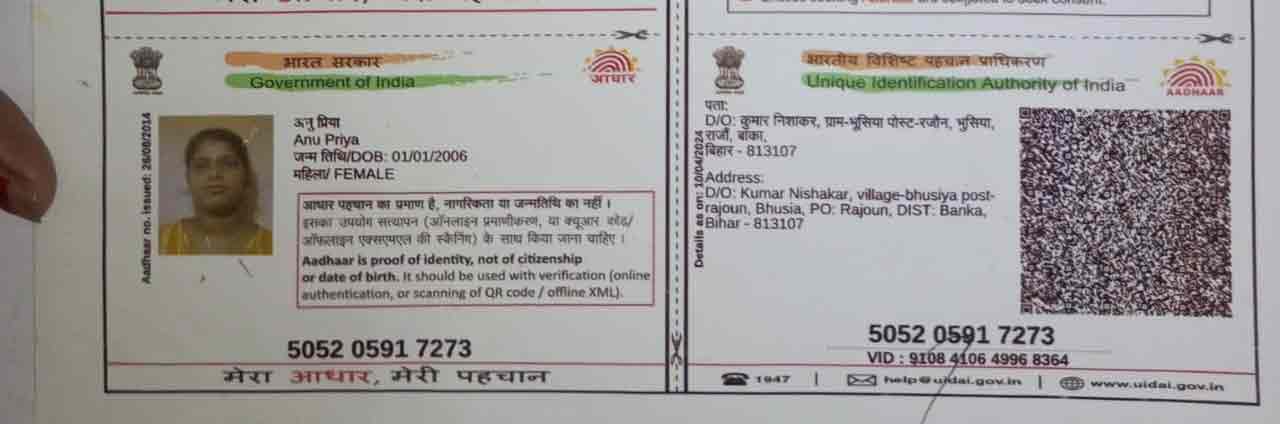 भारत सरकार
Government of India
आधार
Aadhaar no. issued: 26/08/2014
अनु प्रिया
Anu Priya
जन्म तिथि/DOB: 01/01/2006
महिला/ FEMALE
आधार पहचान का प्रमाण है, नागरिकता या जन्मतिथि का नहीं ।
इसका उपयोग सत्यापन (ऑनलाइन प्रमाणीकरण, या क्यूआर कोड/
ऑफ़लाइन एक्सएमएल की स्कैनिंग) के साथ किया जाना चाहिए ।
Aadhaar is proof of identity, not of citizenship
or date of birth. It should be used with verification (online
authentication, or scanning of QR code / offline XML).
5052 0591 7273
मेरा आधार, मेरी पहचान
भारतीय विशिष्ट पहचान प्राधिकरण
Unique Identification Authority of India
AADHAAR
Details as on: 10/04/2024
पता:
D/O: कुमार निशाकर, ग्राम-भूसिया पोस्ट-रजौन, भुसिया,
राजौं, बांका,
बिहार - 813107
Address:
D/O: Kumar Nishakar, village-bhusiya post-
rajoun, Bhusia, PO: Rajoun, DIST: Banka,
Bihar - 813107
5052 0591 7273
VID : 9108 4106 4996 8364
1947 | help@uidai.gov.in | www.uidai.gov.in